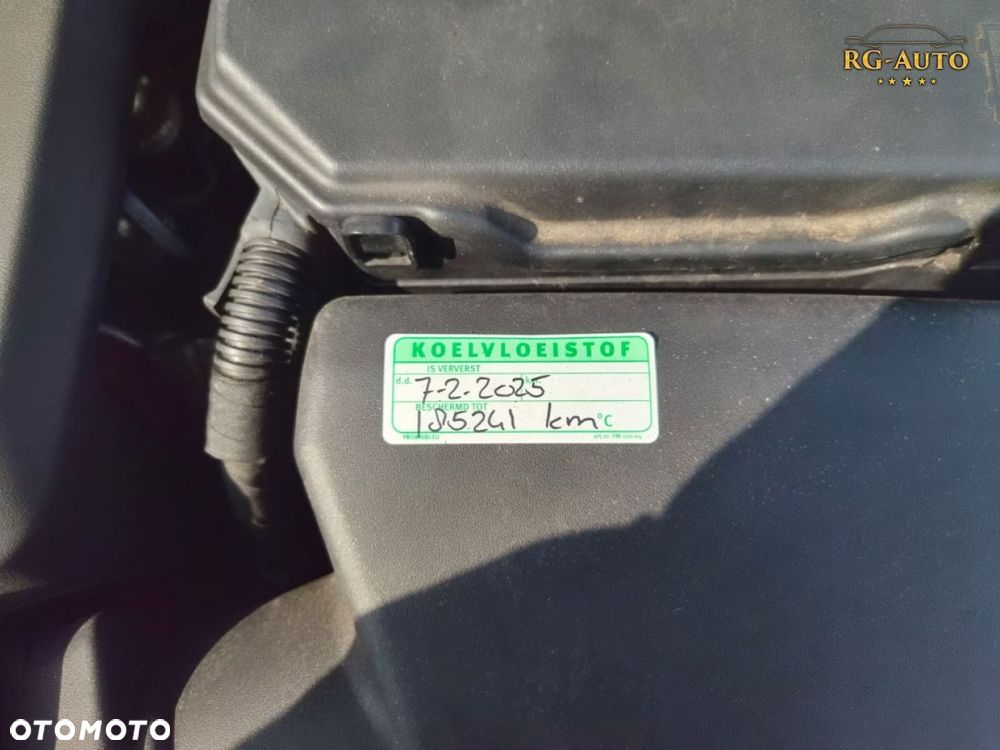 RG-AUTO
KOELVLOEISTOF
IS VERVERST
d.d. 7-2-2025
BESCHERMD TOT
185241 km °C
OTOMOTO